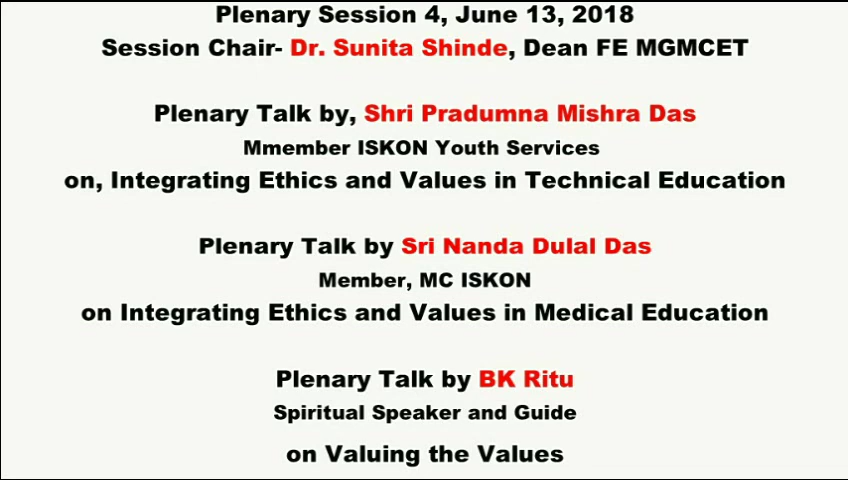 Plenary Session 4, June 13, 2018
Session Chair- Dr. Sunita Shinde, Dean FE MGMCET
Plenary Talk by, Shri Pradumna Mishra Das
Mmember ISKON Youth Services
on, Integrating Ethics and Values in Technical Education
Plenary Talk by Sri Nanda Dulal Das
Member, MC ISKON
on Integrating Ethics and Values in Medical Education
Plenary Talk by BK Ritu
Spiritual Speaker and Guide
on Valuing the Values